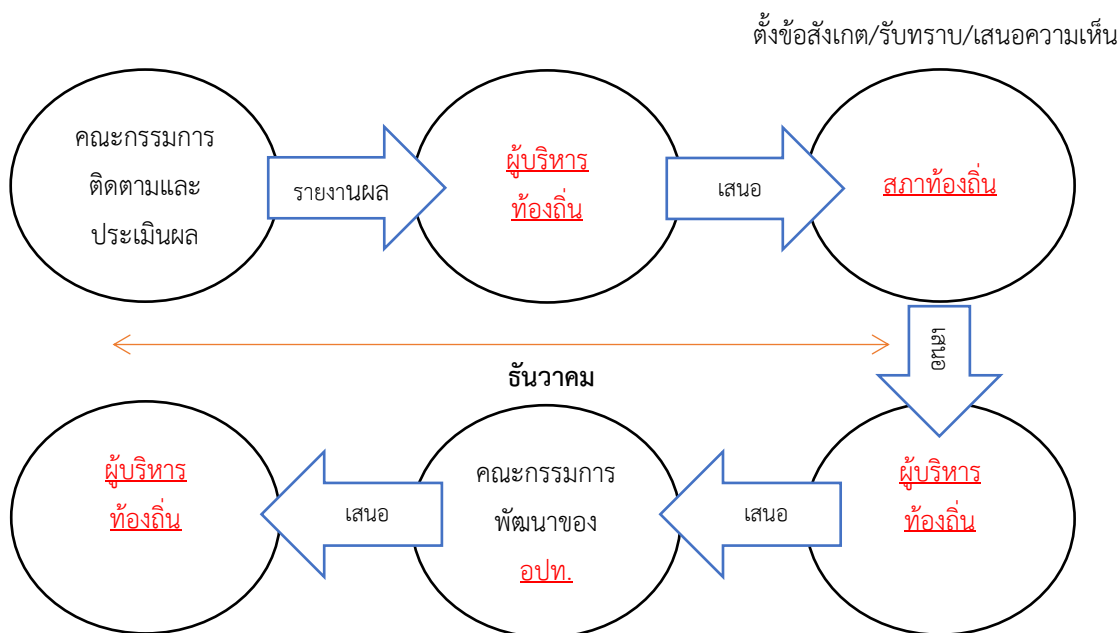 ตั้งข้อสังเกต/รับทราบ/เสนอความเห็น
คณะกรรมการ
ติดตามและ
ประเมินผล
รายงานผล
ผู้บริหาร
ท้องถิ่น
เสนอ
สภาท้องถิ่น
เสนอ
ธันวาคม
ผู้บริหาร
ท้องถิ่น
เสนอ
คณะกรรมการ
พัฒนาของ
อปท.
เสนอ
ผู้บริหาร
ท้องถิ่น